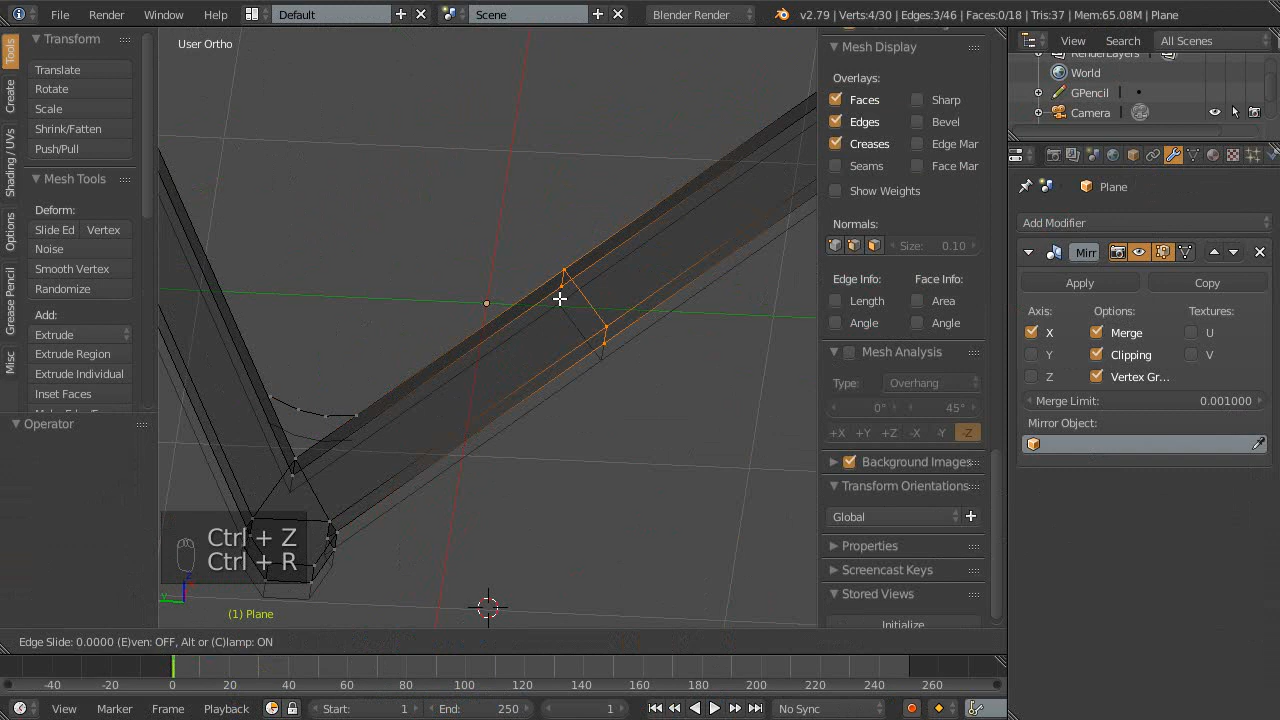 File Render Window Help Default Scene Blender Render v2.79 | Verts:4/30 | Edges:3/46 | Faces:0/18 | Tris:37 | Mem:65.08M | Plane
Tools
Create
Shading / UVs
Options
Grease Pencil
Misc
Transform
Translate
Rotate
Scale
Shrink/Fatten
Push/Pull
Mesh Tools
Deform:
Slide Ed Vertex
Noise
Smooth Vertex
Randomize
Add:
Extrude
Extrude Region
Extrude Individual
Inset Faces
Operator
User Ortho
Ctrl + Z
Ctrl + R
(1) Plane
Mesh Display
Overlays:
Faces Sharp
Edges Bevel
Creases Edge Mar
Seams Face Mar
Show Weights
Normals:
Size: 0.10
Edge Info: Face Info:
Length Area
Angle Angle
Mesh Analysis
Type: Overhang
0° 45°
+X +Y +Z -X -Y -Z
Background Images
Transform Orientations
Global
Properties
Screencast Keys
Stored Views
Initialize
View Search All Scenes
RenderLayers
World
GPencil
Camera
Plane
Add Modifier
Mirr
Apply Copy
Axis: Options: Textures:
X Merge U
Y Clipping V
Z Vertex Gr...
Merge Limit: 0.001000
Mirror Object:
Edge Slide: 0.0000 (E)ven: OFF, Alt or (C)lamp: ON
-40 -20 0 20 40 60 80 100 120 140 160 180 200 220 240 260
View Marker Frame Playback Start: 1 End: 250 1 No Sync